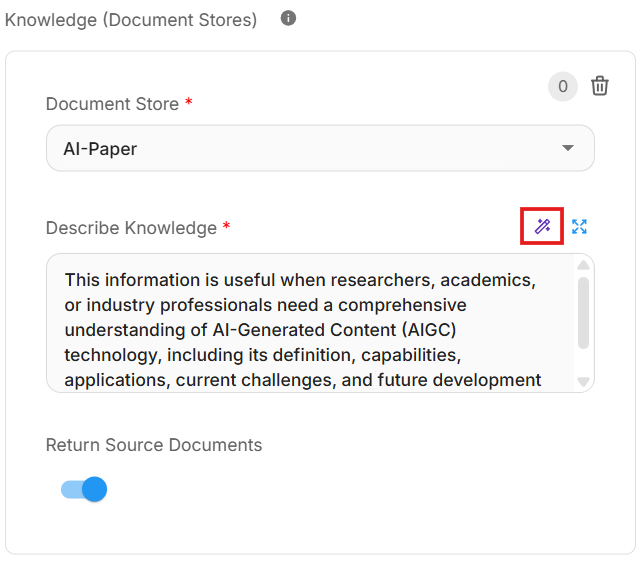 Knowledge (Document Stores)
0
Document Store *
AI-Paper
Describe Knowledge *
This information is useful when researchers, academics,
or industry professionals need a comprehensive
understanding of AI-Generated Content (AIGC)
technology, including its definition, capabilities,
applications, current challenges, and future development
Return Source Documents